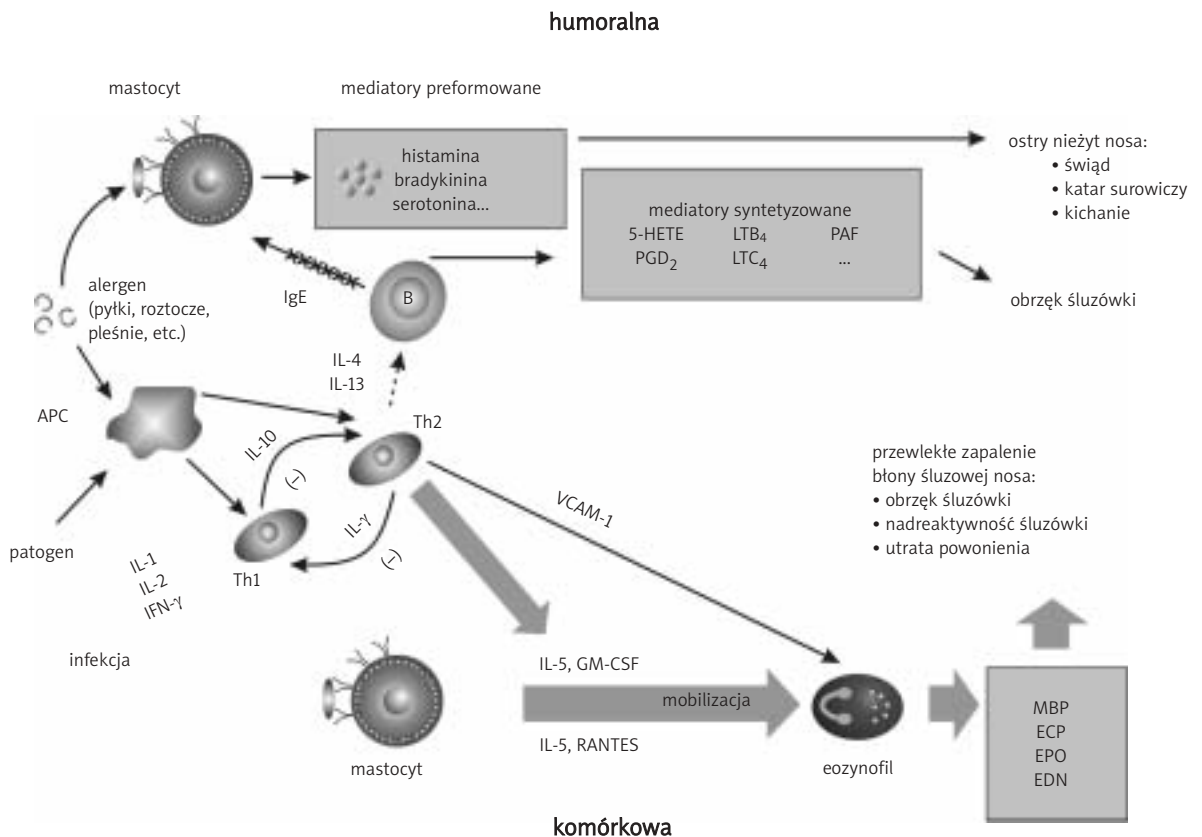 humoralna
mastocyt
mediatory preformowane
histamina
bradykinina
serotonina...
ostry nieżyt nosa:
• świąd
• katar surowiczy
• kichanie
mediatory syntetyzowane
5-HETE LTB₄ PAF
PGD₂ LTC₄ ...
obrzęk śluzówki
alergen
(pyłki, roztocze,
pleśnie, etc.)
IgE
B
IL-4
IL-13
APC
Th2
IL-10
(–)
IL-γ
(–)
VCAM-1
przewlekłe zapalenie
błony śluzowej nosa:
• obrzęk śluzówki
• nadreaktywność śluzówki
• utrata powonienia
patogen
IL-1
IL-2
IFN-γ
Th1
infekcja
IL-5, GM-CSF
mobilizacja
IL-5, RANTES
mastocyt
eozynofil
MBP
ECP
EPO
EDN
komórkowa